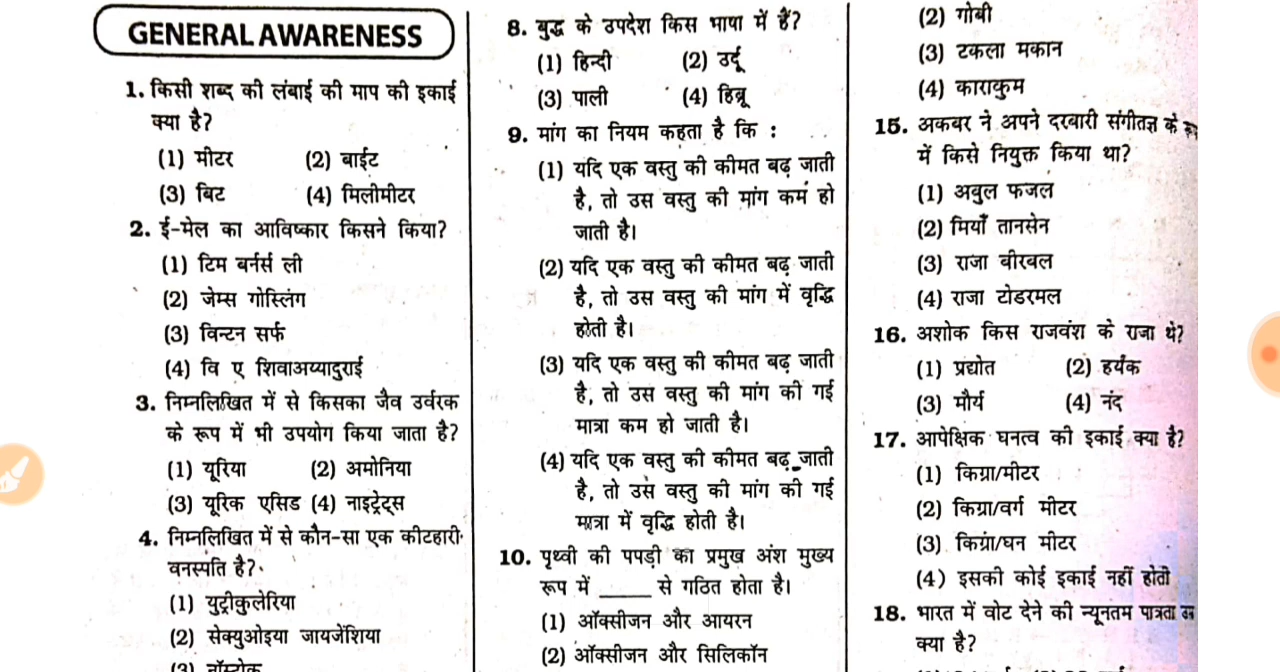 GENERAL AWARENESS
1. किसी शब्द की लंबाई की माप की इकाई
क्या है?
(1) मीटर (2) बाईट
(3) बिट (4) मिलीमीटर
2. ई-मेल का आविष्कार किसने किया?
(1) टिम बर्नर्स ली
(2) जेम्स गोस्लिंग
(3) विन्टन सर्फ
(4) वि ए शिवाअय्यादुराई
3. निम्नलिखित में से किसका जैव उर्वरक
के रूप में भी उपयोग किया जाता है?
(1) यूरिया (2) अमोनिया
(3) यूरिक एसिड (4) नाइट्रेट्स
4. निम्नलिखित में से कौन-सा एक कीटहारी
वनस्पति है?
(1) युट्रीकुलेरिया
(2) सेक्युओइया जायजेंशिया
8. बुद्ध के उपदेश किस भाषा में हैं?
(1) हिन्दी (2) उर्दू
(3) पाली (4) हिब्रू
9. मांग का नियम कहता है कि :
(1) यदि एक वस्तु की कीमत बढ़ जाती
है, तो उस वस्तु की मांग कम हो
जाती है।
(2) यदि एक वस्तु की कीमत बढ़ जाती
है, तो उस वस्तु की मांग में वृद्धि
होती है।
(3) यदि एक वस्तु की कीमत बढ़ जाती
है, तो उस वस्तु की मांग की गई
मात्रा कम हो जाती है।
(4) यदि एक वस्तु की कीमत बढ़ जाती
है, तो उस वस्तु की मांग की गई
मात्रा में वृद्धि होती है।
10. पृथ्वी की पपड़ी का प्रमुख अंश मुख्य
रूप में _____ से गठित होता है।
(1) ऑक्सीजन और आयरन
(2) ऑक्सीजन और सिलिकॉन
(2) गोबी
(3) टकला मकान
(4) काराकुम
15. अकबर ने अपने दरबारी संगीतज्ञ के
में किसे नियुक्त किया था?
(1) अबुल फजल
(2) मियाँ तानसेन
(3) राजा बीरबल
(4) राजा टोडरमल
16. अशोक किस राजवंश के राजा थे?
(1) प्रद्योत (2) हर्यंक
(3) मौर्य (4) नंद
17. आपेक्षिक घनत्व की इकाई क्या है?
(1) किग्रा/मीटर
(2) किग्रा/वर्ग मीटर
(3) किग्रा/घन मीटर
(4) इसकी कोई इकाई नहीं होती
18. भारत में वोट देने की न्यूनतम पात्रता
क्या है?